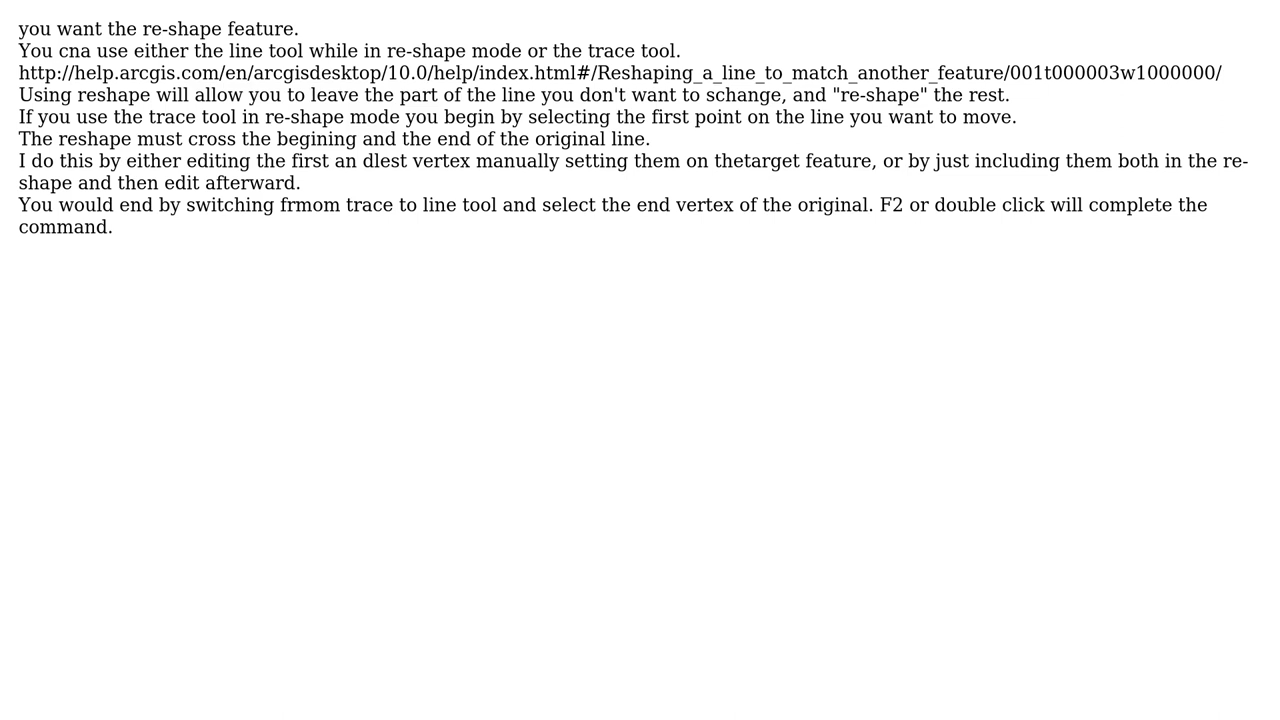 you want the re-shape feature.
You cna use either the line tool while in re-shape mode or the trace tool.
http://help.arcgis.com/en/arcgisdesktop/10.0/help/index.html#/Reshaping_a_line_to_match_another_feature/001t000003w1000000/
Using reshape will allow you to leave the part of the line you don't want to schange, and "re-shape" the rest.
If you use the trace tool in re-shape mode you begin by selecting the first point on the line you want to move.
The reshape must cross the begining and the end of the original line.
I do this by either editing the first an dlest vertex manually setting them on thetarget feature, or by just including them both in the re-
shape and then edit afterward.
You would end by switching frmom trace to line tool and select the end vertex of the original. F2 or double click will complete the
command.